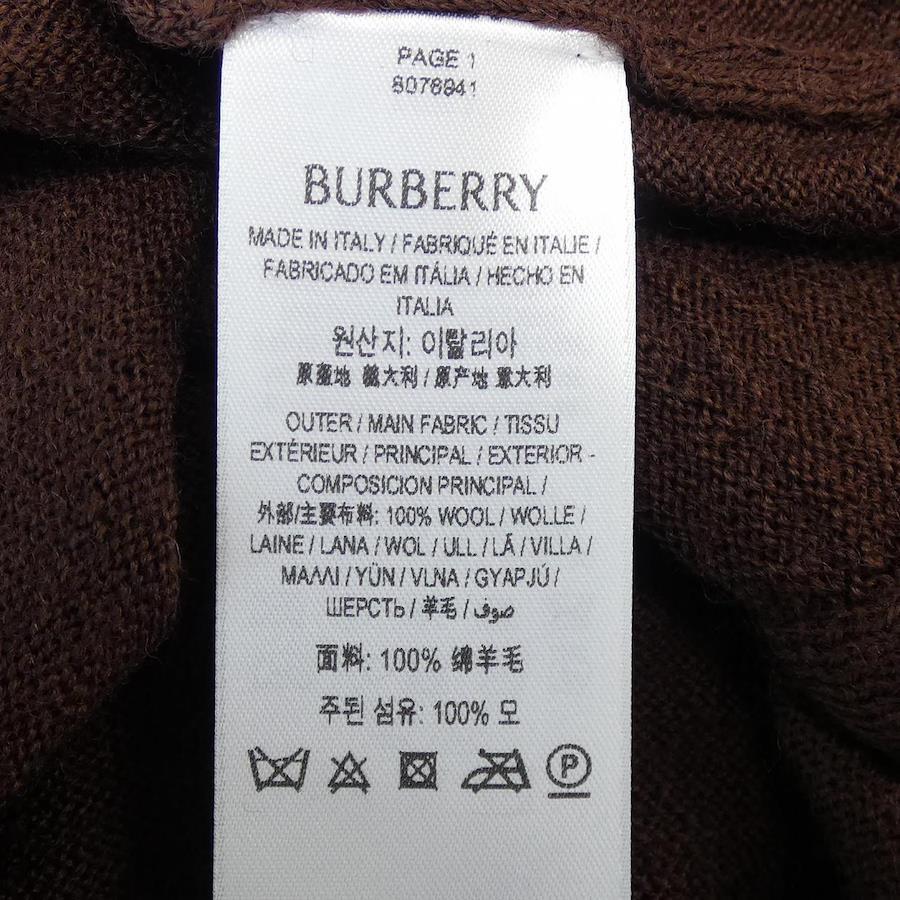 PAGE 1
8078941
BURBERRY
MADE IN ITALY / FABRIQUÉ EN ITALIE /
FABRICADO EM ITÁLIA / HECHO EN
ITALIA
원산지: 이탈리아
原產地 義大利 / 原产地 意大利
OUTER / MAIN FABRIC / TISSU
EXTÉRIEUR / PRINCIPAL / EXTERIOR -
COMPOSICION PRINCIPAL /
外部/主要布料: 100% WOOL / WOLLE /
LAINE / LANA / WOL / ULL / LÃ / VILLA /
ΜΑΛΛΙ / YÜN / VLNA / GYAPJÚ /
ШЕРСТЬ / 羊毛 / صوف
面料: 100% 绵羊毛
주된 섬유: 100% 모
P